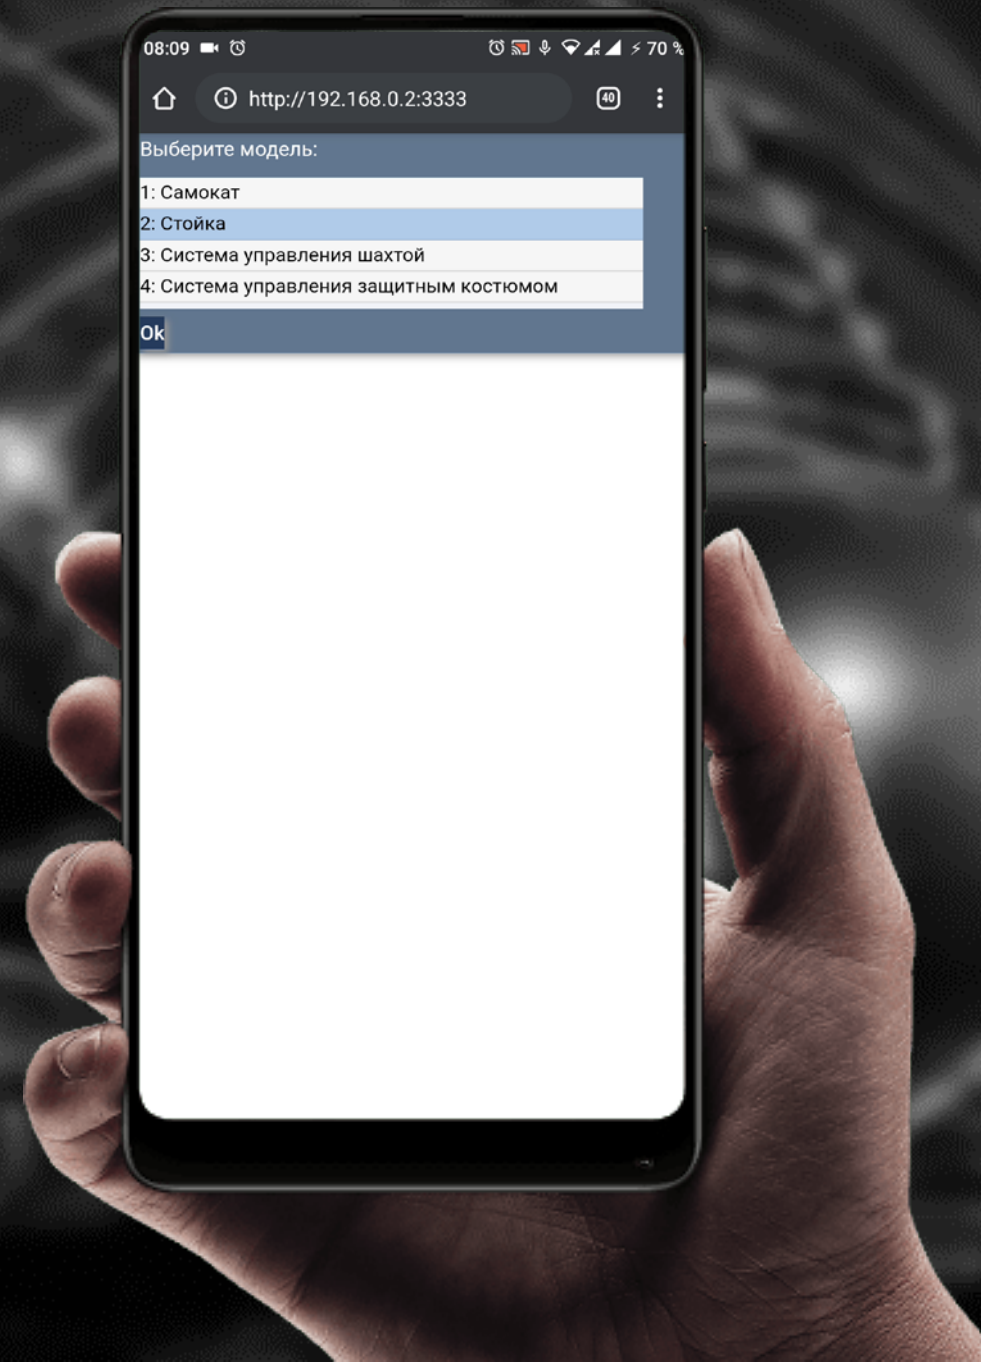 08:09 70 %
http://192.168.0.2:3333 40
Выберите модель:
1: Самокат
2: Стойка
3: Система управления шахтой
4: Система управления защитным костюмом
Ok